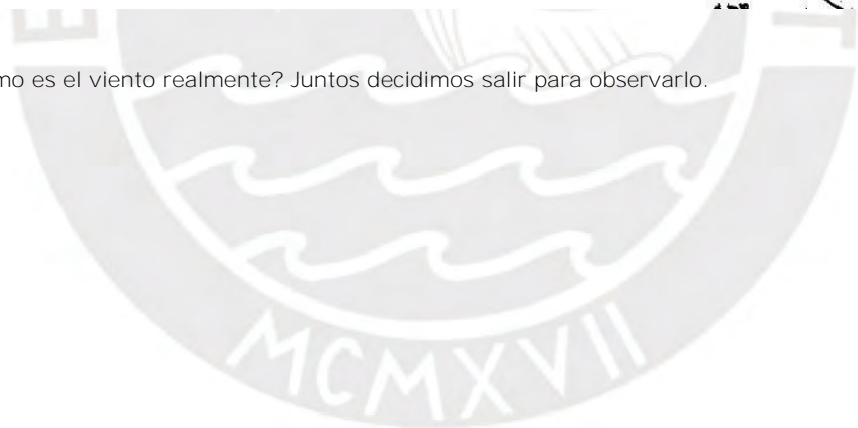 mo es el viento realmente? Juntos decidimos salir para observarlo.
E T
MCMXVII